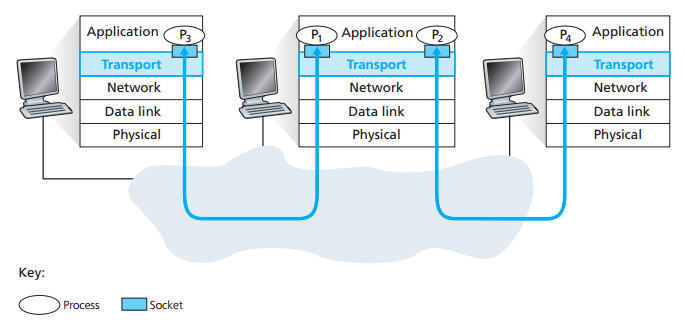 Application P3
Transport
Network
Data link
Physical
P1 Application P2
Transport
Network
Data link
Physical
P4 Application
Transport
Network
Data link
Physical
Key:
Process Socket